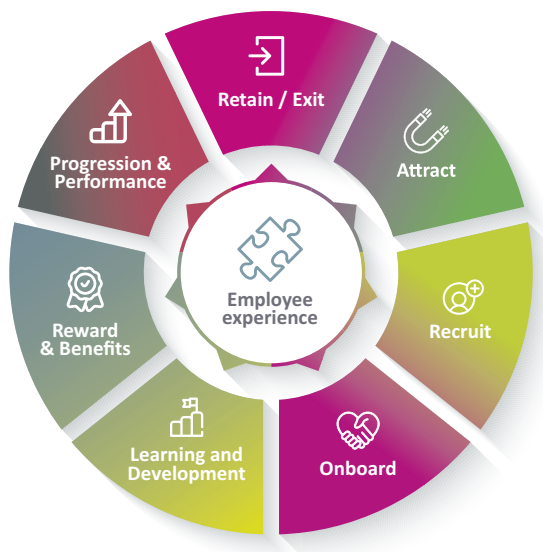 Retain / Exit
Attract
Recruit
Onboard
Learning and
Development
Reward
& Benefits
Progression &
Performance
Employee
experience